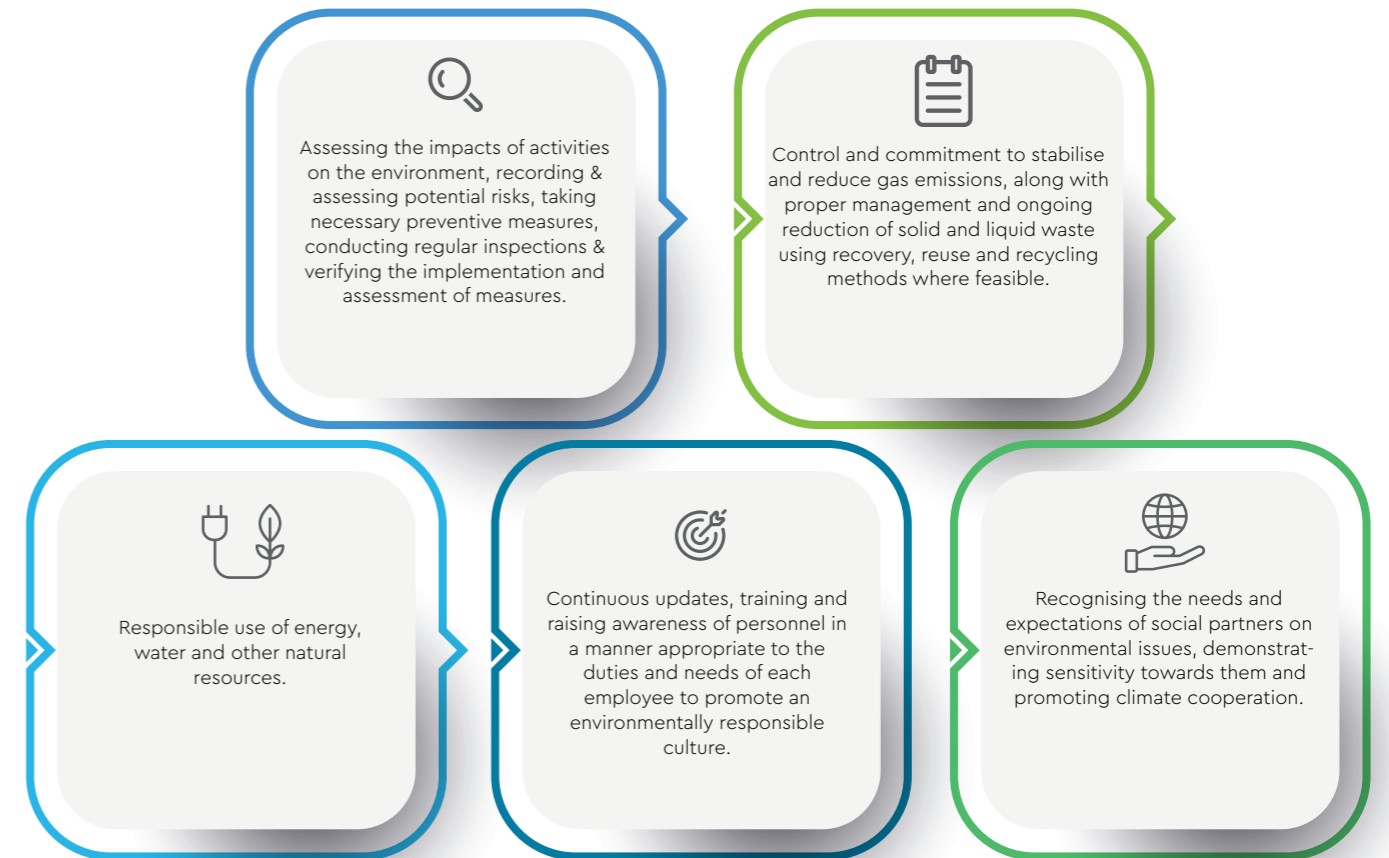 Assessing the impacts of activities
on the environment, recording &
assessing potential risks, taking
necessary preventive measures,
conducting regular inspections &
verifying the implementation and
assessment of measures.
Control and commitment to stabilise
and reduce gas emissions, along with
proper management and ongoing
reduction of solid and liquid waste
using recovery, reuse and recycling
methods where feasible.
Responsible use of energy,
water and other natural
resources.
Continuous updates, training and
raising awareness of personnel in
a manner appropriate to the
duties and needs of each
employee to promote an
environmentally responsible
culture.
Recognising the needs and
expectations of social partners on
environmental issues, demonstrat-
ing sensitivity towards them and
promoting climate cooperation.